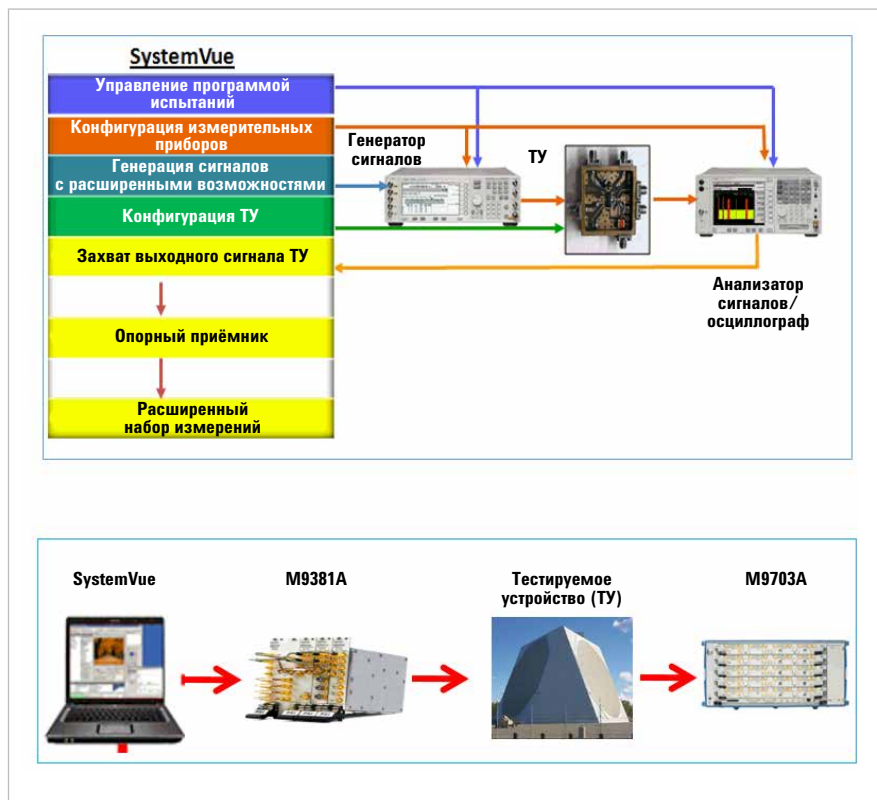 SystemVue
Управление программой
испытаний
Конфигурация измерительных
приборов
Генерация сигналов
с расширенными возможностями
Конфигурация ТУ
Захват выходного сигнала ТУ
Опорный приёмник
Расширенный
набор измерений
Генератор
сигналов
ТУ
Анализатор
сигналов/
осциллограф
SystemVue
M9381A
Тестируемое
устройство (ТУ)
M9703A